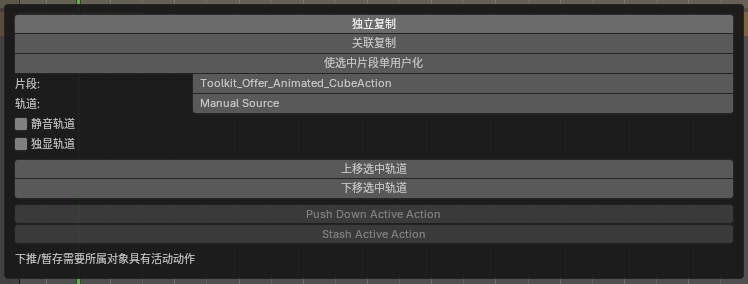 独立复制
关联复制
使选中片段单用户化
片段: Toolkit_Offer_Animated_CubeAction
轨道: Manual Source
静音轨道
独显轨道
上移选中轨道
下移选中轨道
Push Down Active Action
Stash Active Action
下推/暂存需要所属对象具有活动动作